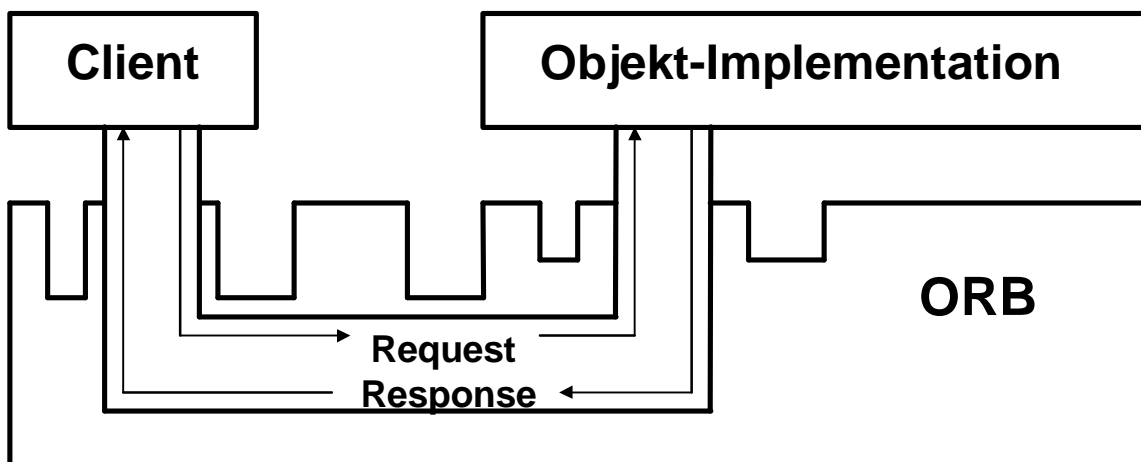 Client
Objekt-Implementation
ORB
Request
Response